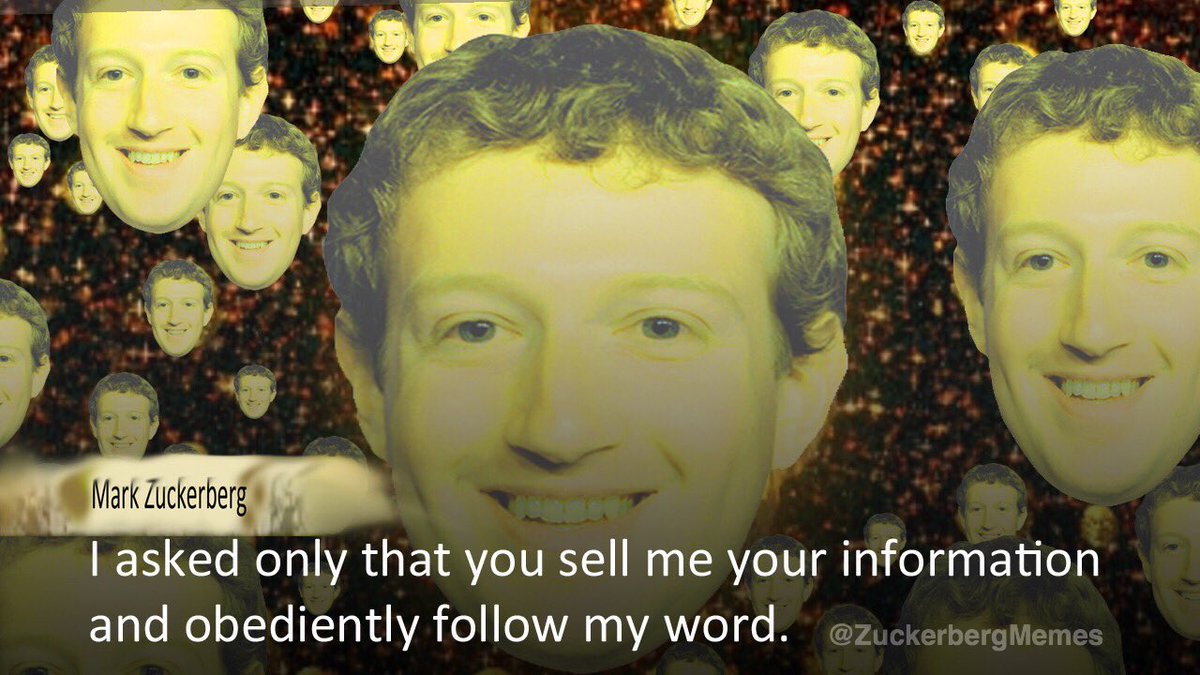 Mark Zuckerberg
I asked only that you sell me your information
and obediently follow my word.
@ZuckerbergMemes